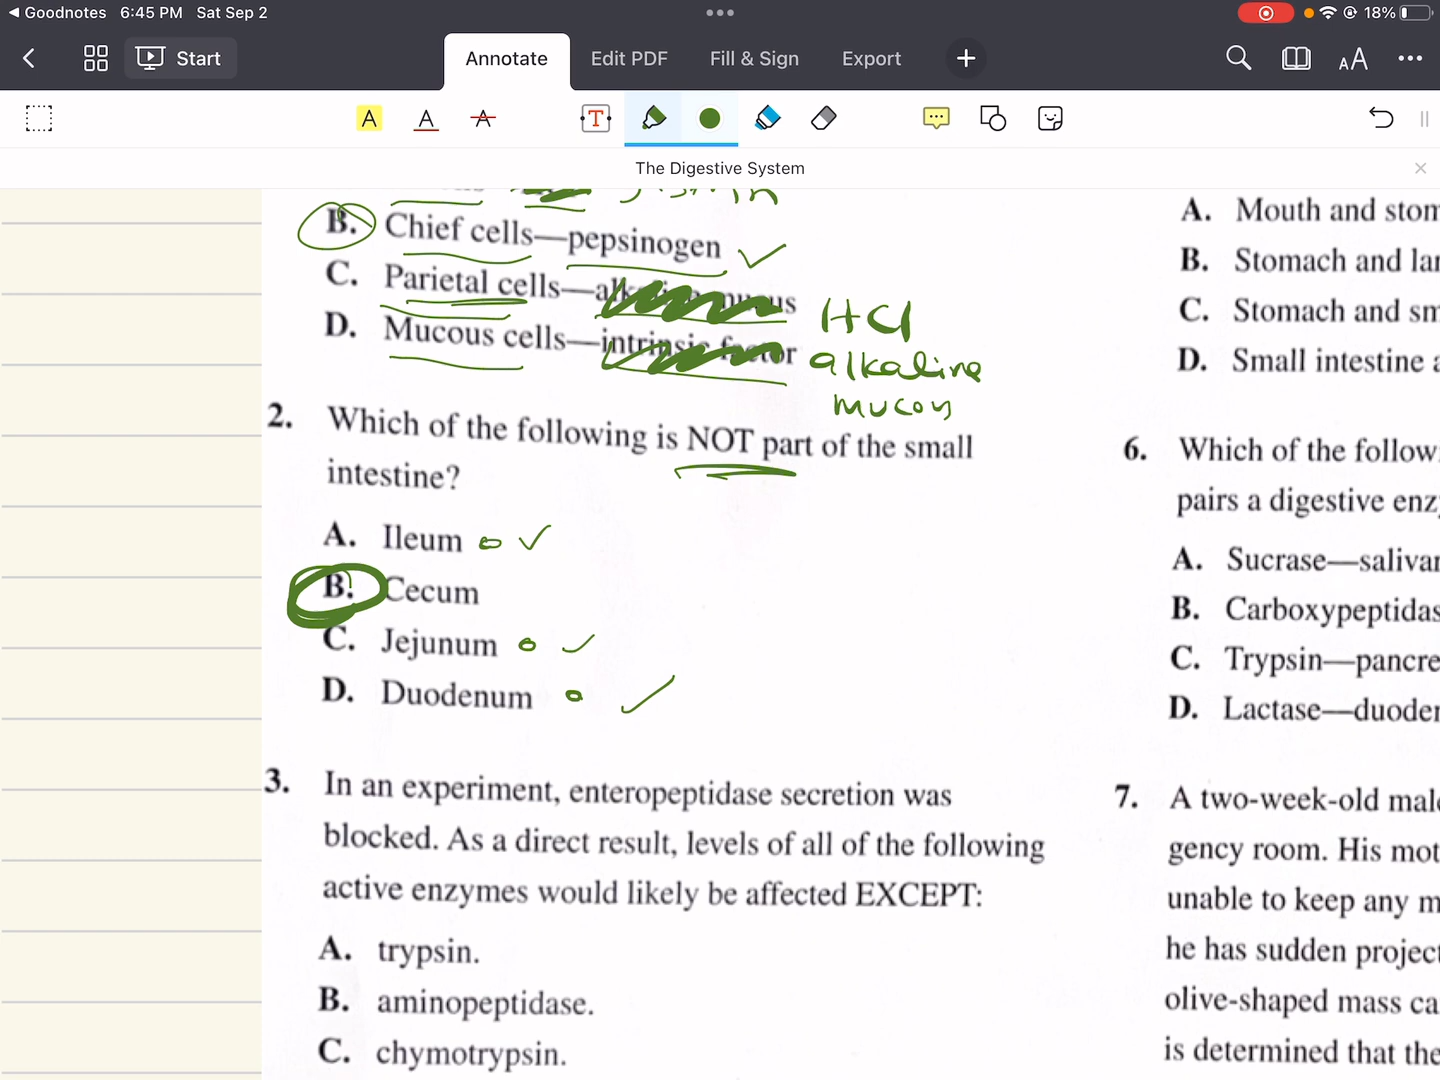 Goodnotes 6:45 PM Sat Sep 2
18%
Start
Annotate
Edit PDF
Fill & Sign
Export
The Digestive System
B. Chief cells—pepsinogen
C. Parietal cells—alkaline mucus
HCl
D. Mucous cells—intrinsic factor
alkaline
mucous
2. Which of the following is NOT part of the small
intestine?
A. Ileum
B. Cecum
C. Jejunum
D. Duodenum
3. In an experiment, enteropeptidase secretion was
blocked. As a direct result, levels of all of the following
active enzymes would likely be affected EXCEPT:
A. trypsin.
B. aminopeptidase.
C. chymotrypsin.
A. Mouth and stom
B. Stomach and lar
C. Stomach and sm
D. Small intestine a
6. Which of the follow
pairs a digestive enz
A. Sucrase—salivar
B. Carboxypeptidas
C. Trypsin—pancre
D. Lactase—duoden
7. A two-week-old male
gency room. His mot
unable to keep any m
he has sudden project
olive-shaped mass ca
is determined that the